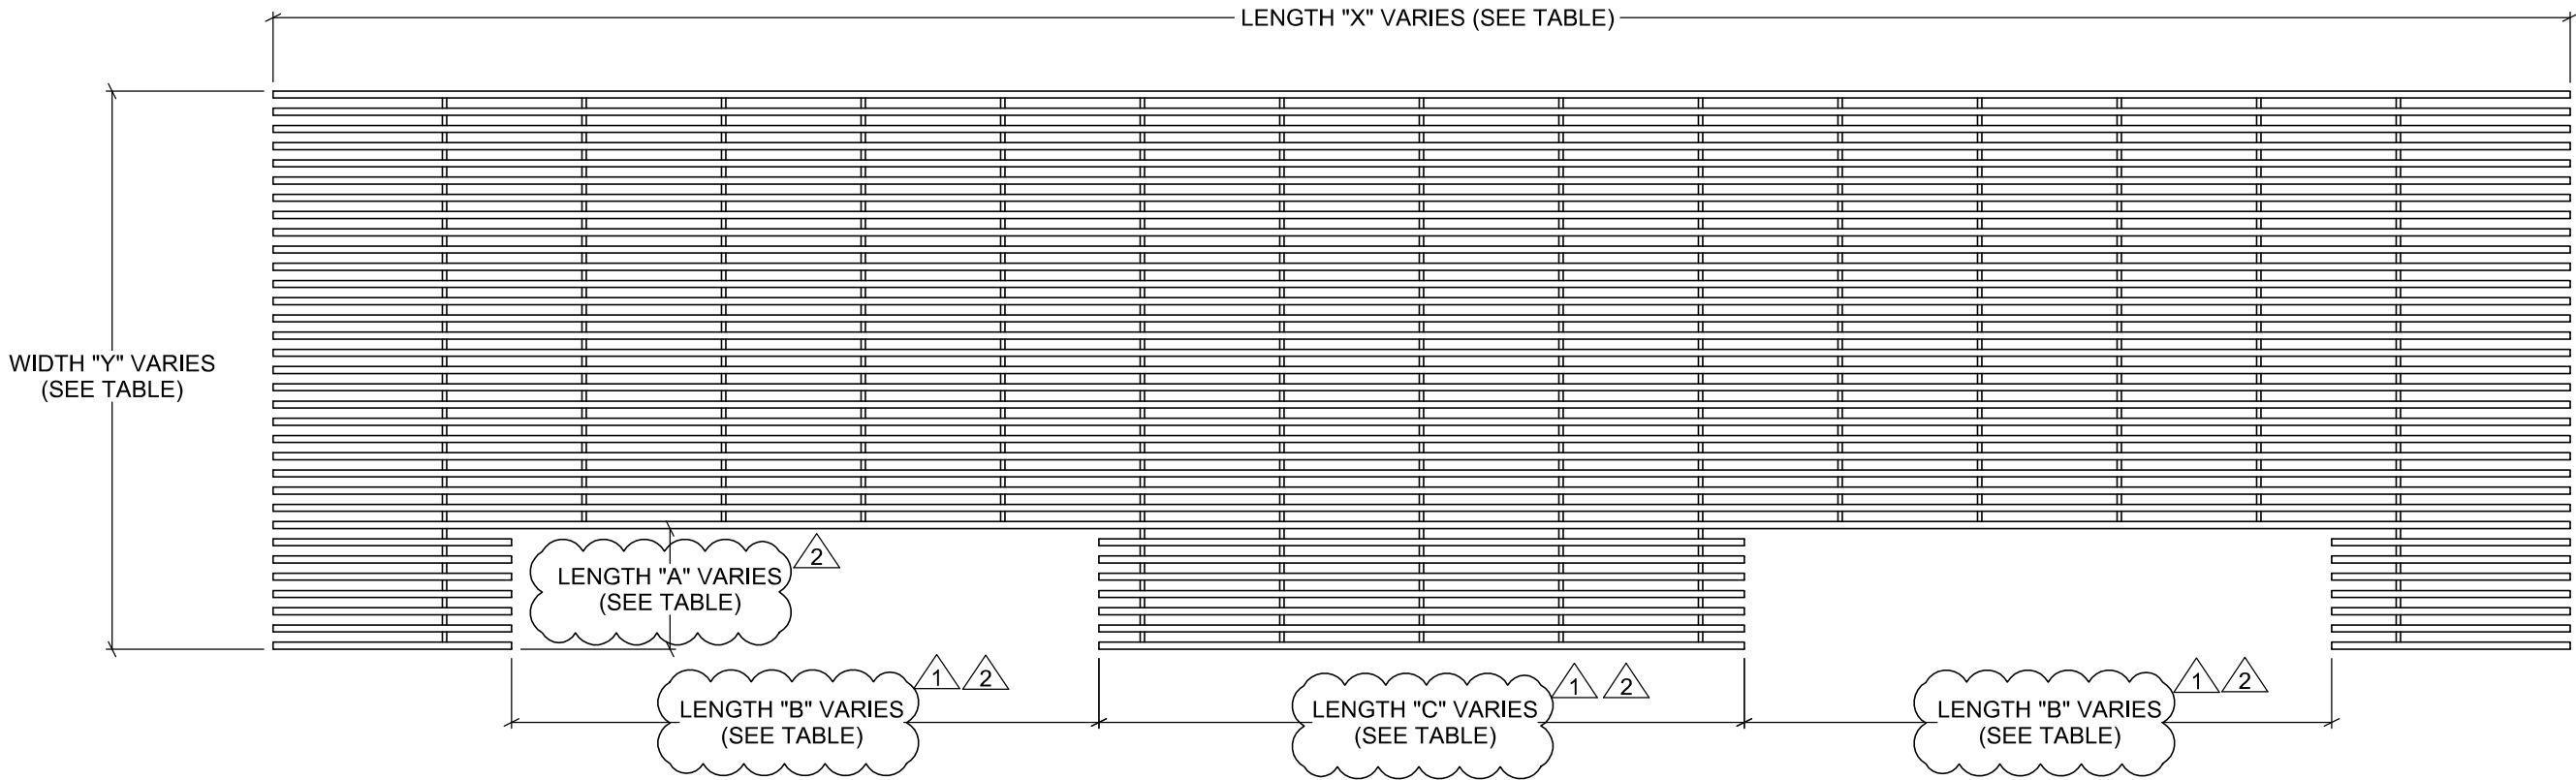 LENGTH "X" VARIES (SEE TABLE)
WIDTH "Y" VARIES
(SEE TABLE)
LENGTH "A" VARIES
(SEE TABLE)
2
LENGTH "B" VARIES
(SEE TABLE)
1 2
LENGTH "C" VARIES
(SEE TABLE)
1 2
LENGTH "B" VARIES
(SEE TABLE)
1 2